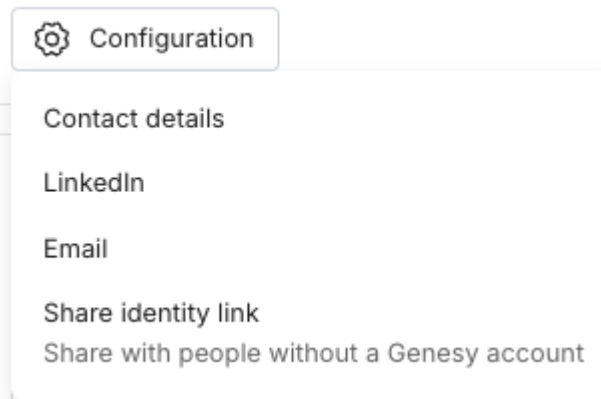 Configuration
Contact details
LinkedIn
Email
Share identity link
Share with people without a Genesy account